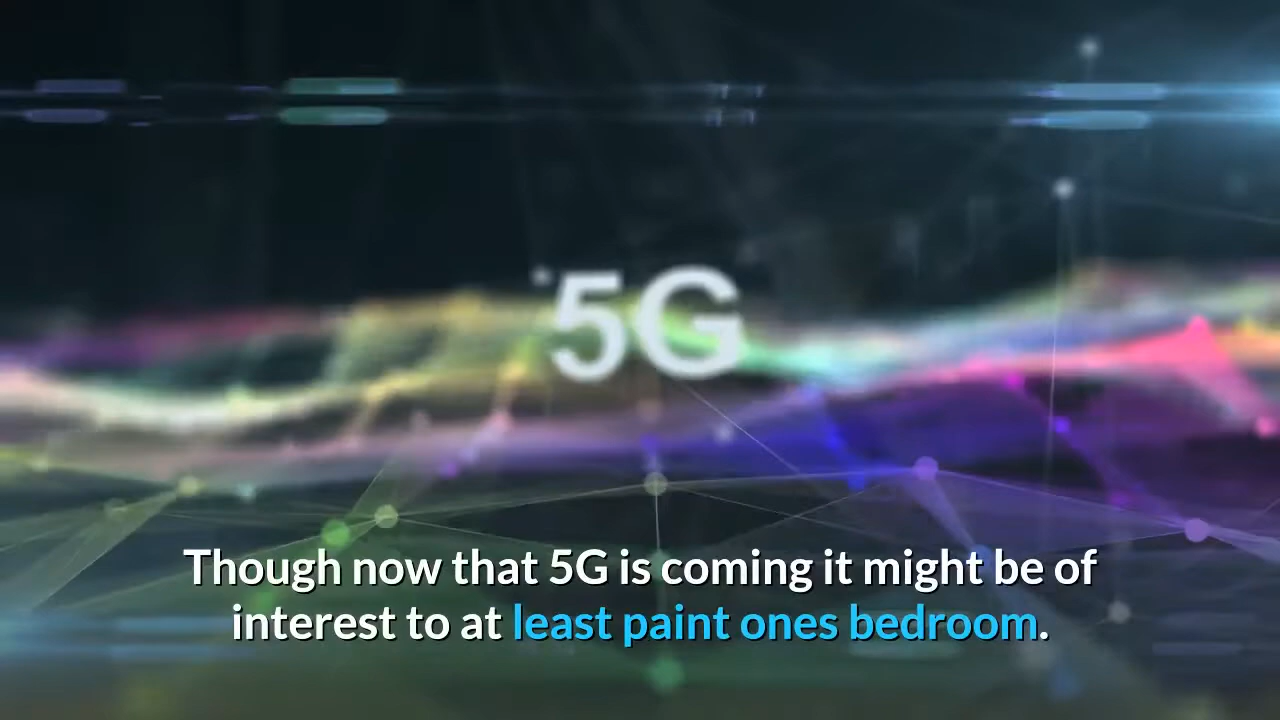 5G
Though now that 5G is coming it might be of
interest to at least paint ones bedroom.